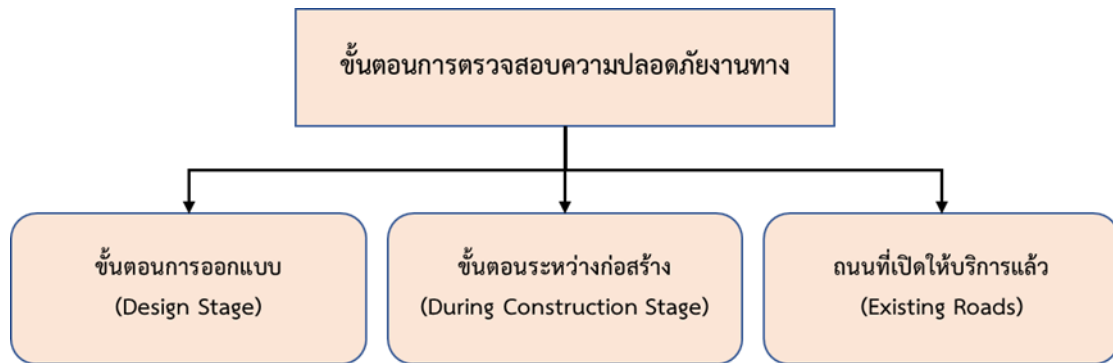 ขั้นตอนการตรวจสอบความปลอดภัยงานทาง
ขั้นตอนการออกแบบ
(Design Stage)
ขั้นตอนระหว่างก่อสร้าง
(During Construction Stage)
ถนนที่เปิดให้บริการแล้ว
(Existing Roads)